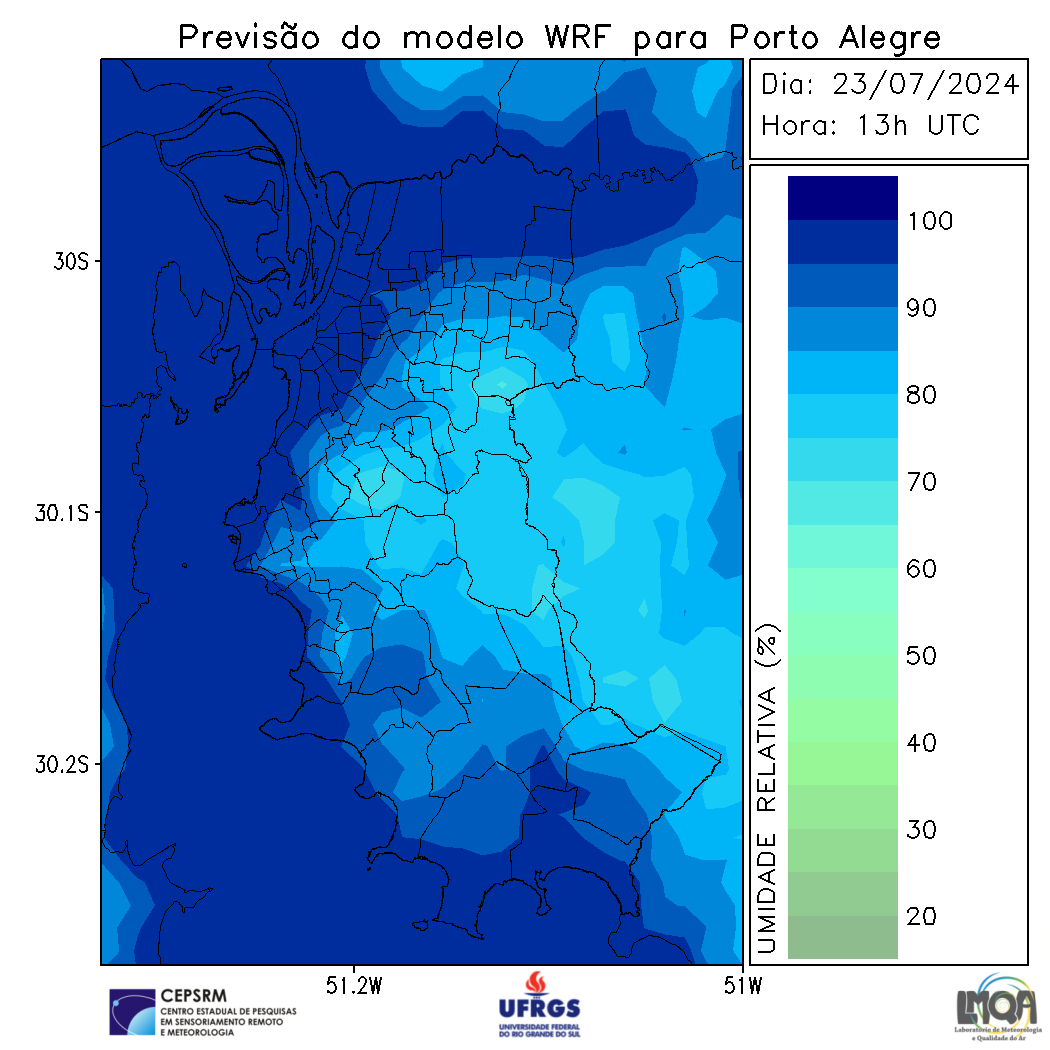 Previsão do modelo WRF para Porto Alegre
Dia: 23/07/2024
Hora: 13h UTC
30S
30.1S
30.2S
51.2W
51W
100
90
80
70
60
50
40
30
20
UMIDADE RELATIVA (%)
CEPSRM
CENTRO ESTADUAL DE PESQUISAS
EM SENSORIAMENTO REMOTO
E METEOROLOGIA
UFRGS
UNIVERSIDADE FEDERAL
DO RIO GRANDE DO SUL
LMQA
Laboratório de Meteorologia
e Qualidade do Ar